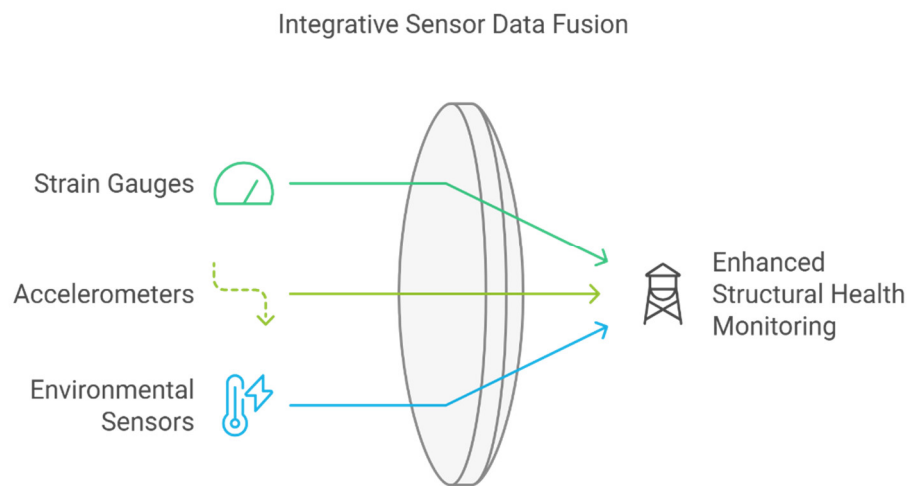 Integrative Sensor Data Fusion
Strain Gauges
Accelerometers
Environmental
Sensors
Enhanced
Structural Health
Monitoring